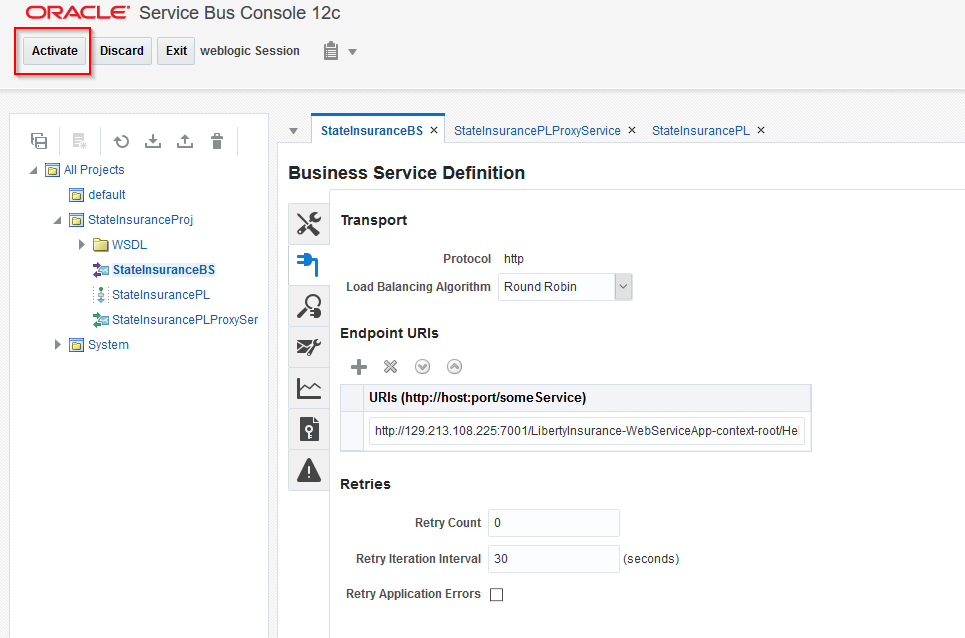 ORACLE Service Bus Console 12c
Activate Discard Exit weblogic Session
StateInsuranceBS StateInsurancePLProxyService StateInsurancePL
All Projects
default
StateInsuranceProj
WSDL
StateInsuranceBS
StateInsurancePL
StateInsurancePLProxySer
System
Business Service Definition
Transport
Protocol http
Load Balancing Algorithm Round Robin
Endpoint URIs
URIs (http://host:port/someService)
http://129.213.108.225:7001/LibertyInsurance-WebServiceApp-context-root/Hel
Retries
Retry Count 0
Retry Iteration Interval 30 (seconds)
Retry Application Errors